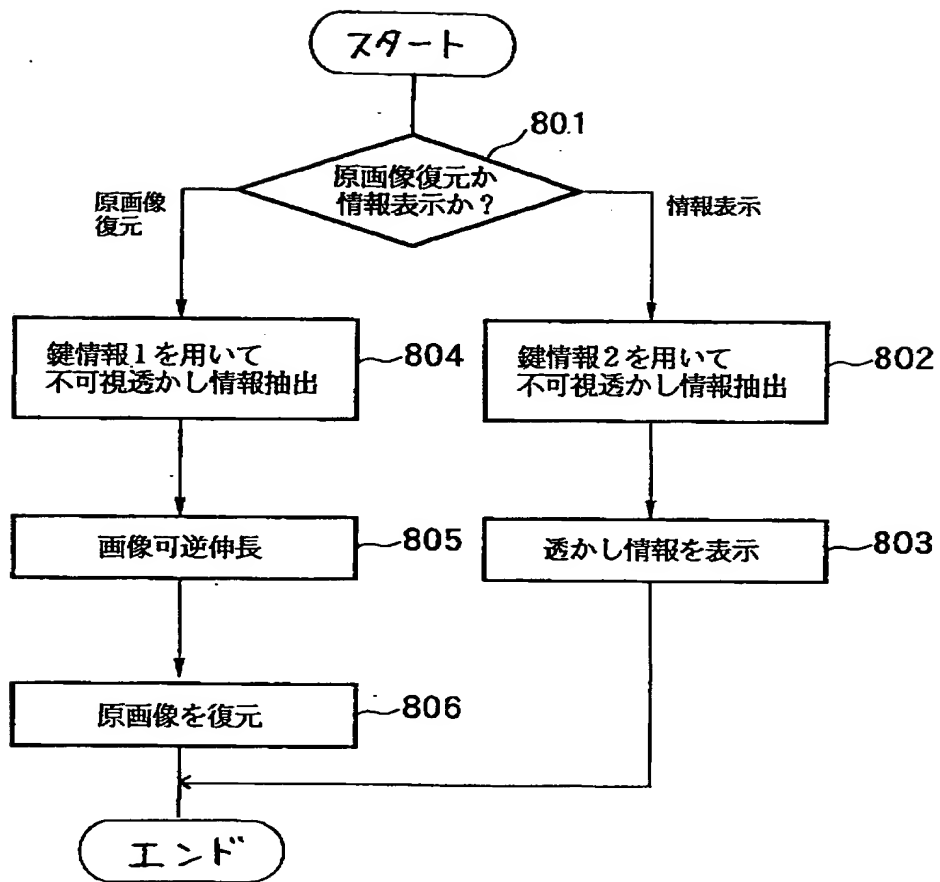 スタート
801
原画像復元か
情報表示か？
原画像
復元
情報表示
鍵情報1を用いて
不可視透かし情報抽出
804
鍵情報2を用いて
不可視透かし情報抽出
802
画像可逆伸長
805
透かし情報を表示
803
原画像を復元
806
エンド